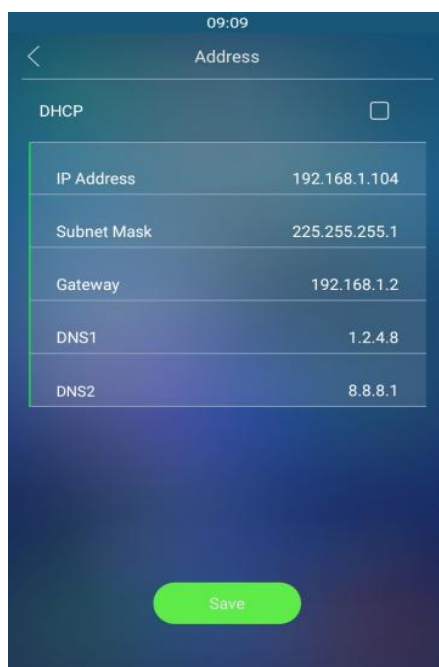 09:09
Address
DHCP
IP Address 192.168.1.104
Subnet Mask 225.255.255.1
Gateway 192.168.1.2
DNS1 1.2.4.8
DNS2 8.8.8.1
Save